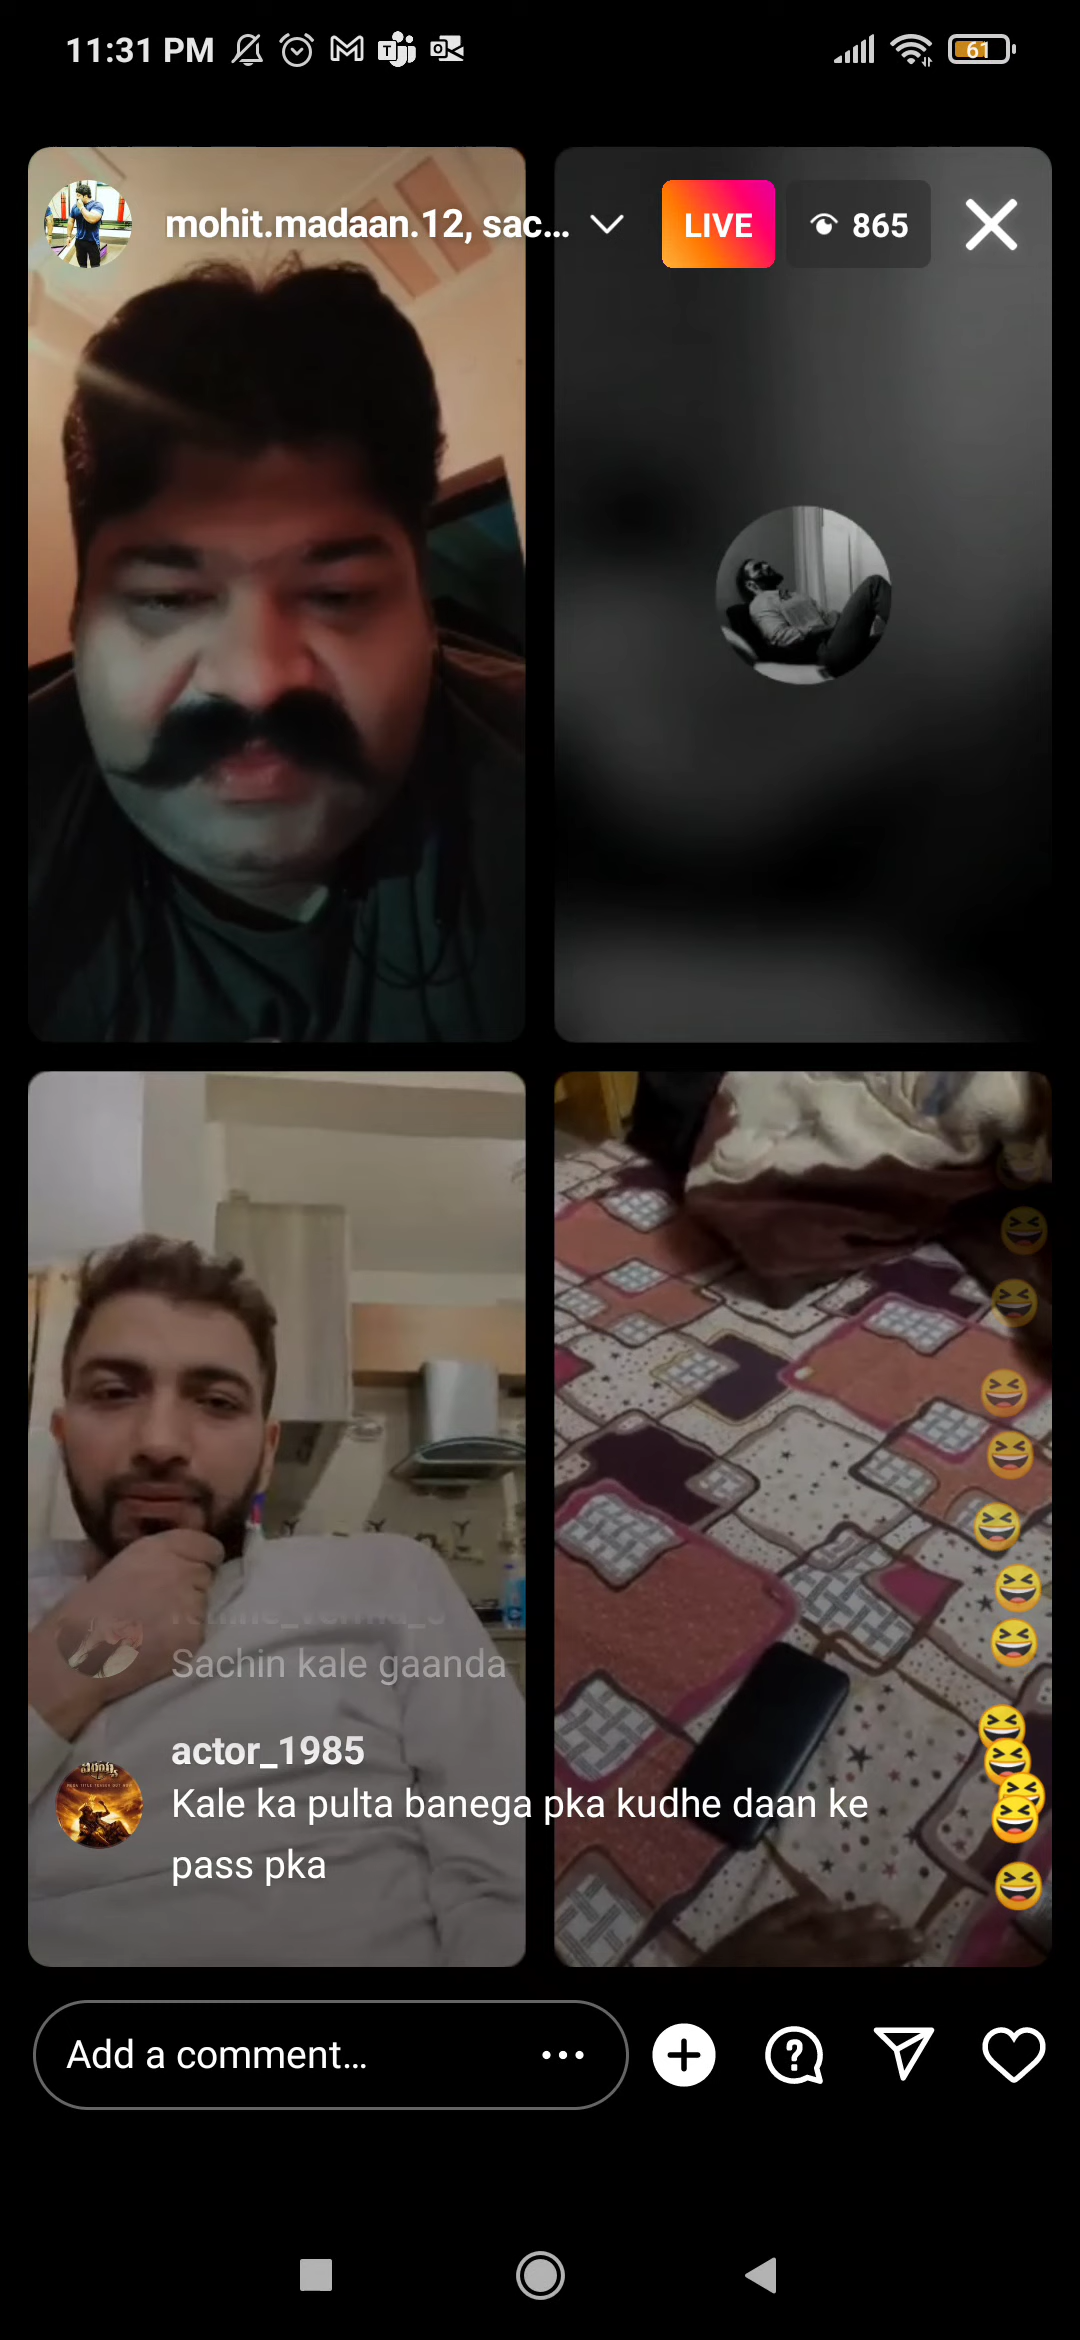 11:31 PM
61
mohit.madaan.12, sac...
LIVE
865
Sachin kale gaanda
actor_1985
Kale ka pulta banega pka kudhe daan ke
pass pka
Add a comment...